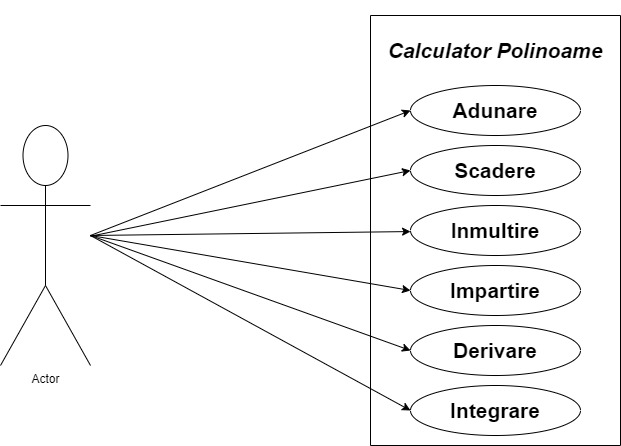 Calculator Polinoame
Adunare
Scadere
Inmultire
Impartire
Derivare
Integrare
Actor